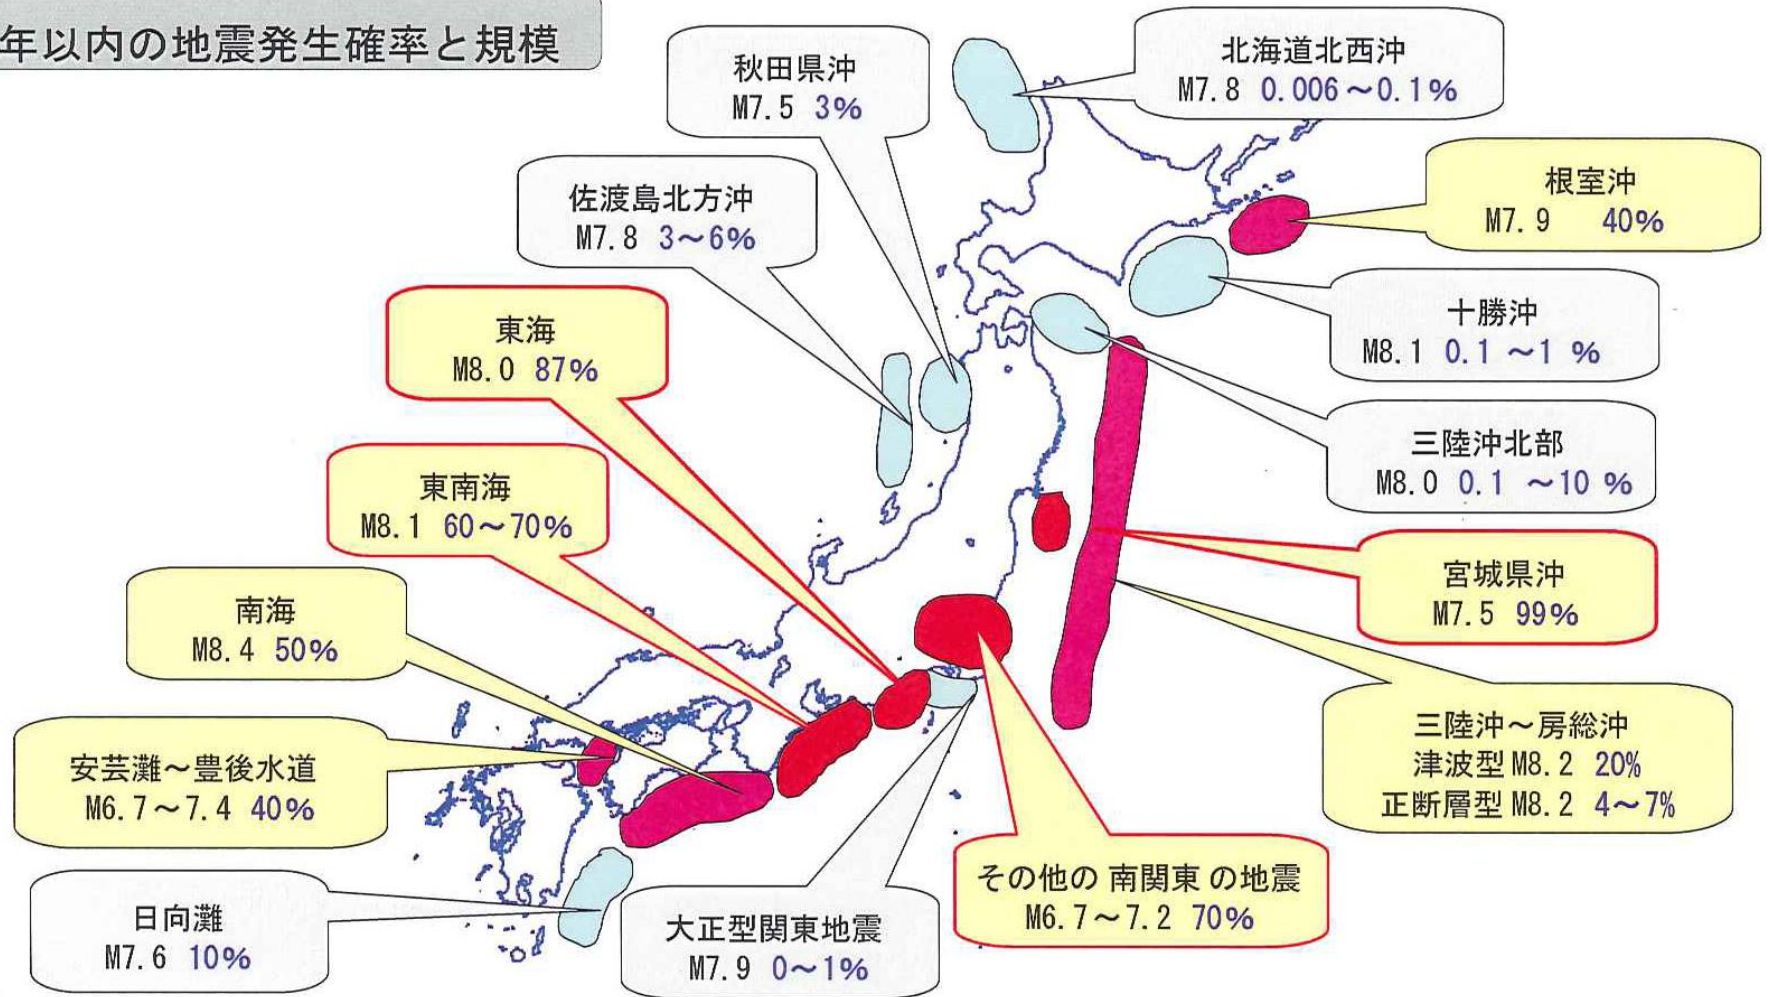 年以内の地震発生確率と規模
北海道北西沖
M7.8 0.006～0.1%
秋田県沖
M7.5 3%
佐渡島北方沖
M7.8 3～6%
根室沖
M7.9 40%
十勝沖
M8.1 0.1 ～1 %
東海
M8.0 87%
三陸沖北部
M8.0 0.1 ～10 %
東南海
M8.1 60～70%
宮城県沖
M7.5 99%
南海
M8.4 50%
三陸沖～房総沖
津波型 M8.2 20%
正断層型 M8.2 4～7%
安芸灘～豊後水道
M6.7～7.4 40%
その他の 南関東 の地震
M6.7～7.2 70%
日向灘
M7.6 10%
大正型関東地震
M7.9 0～1%